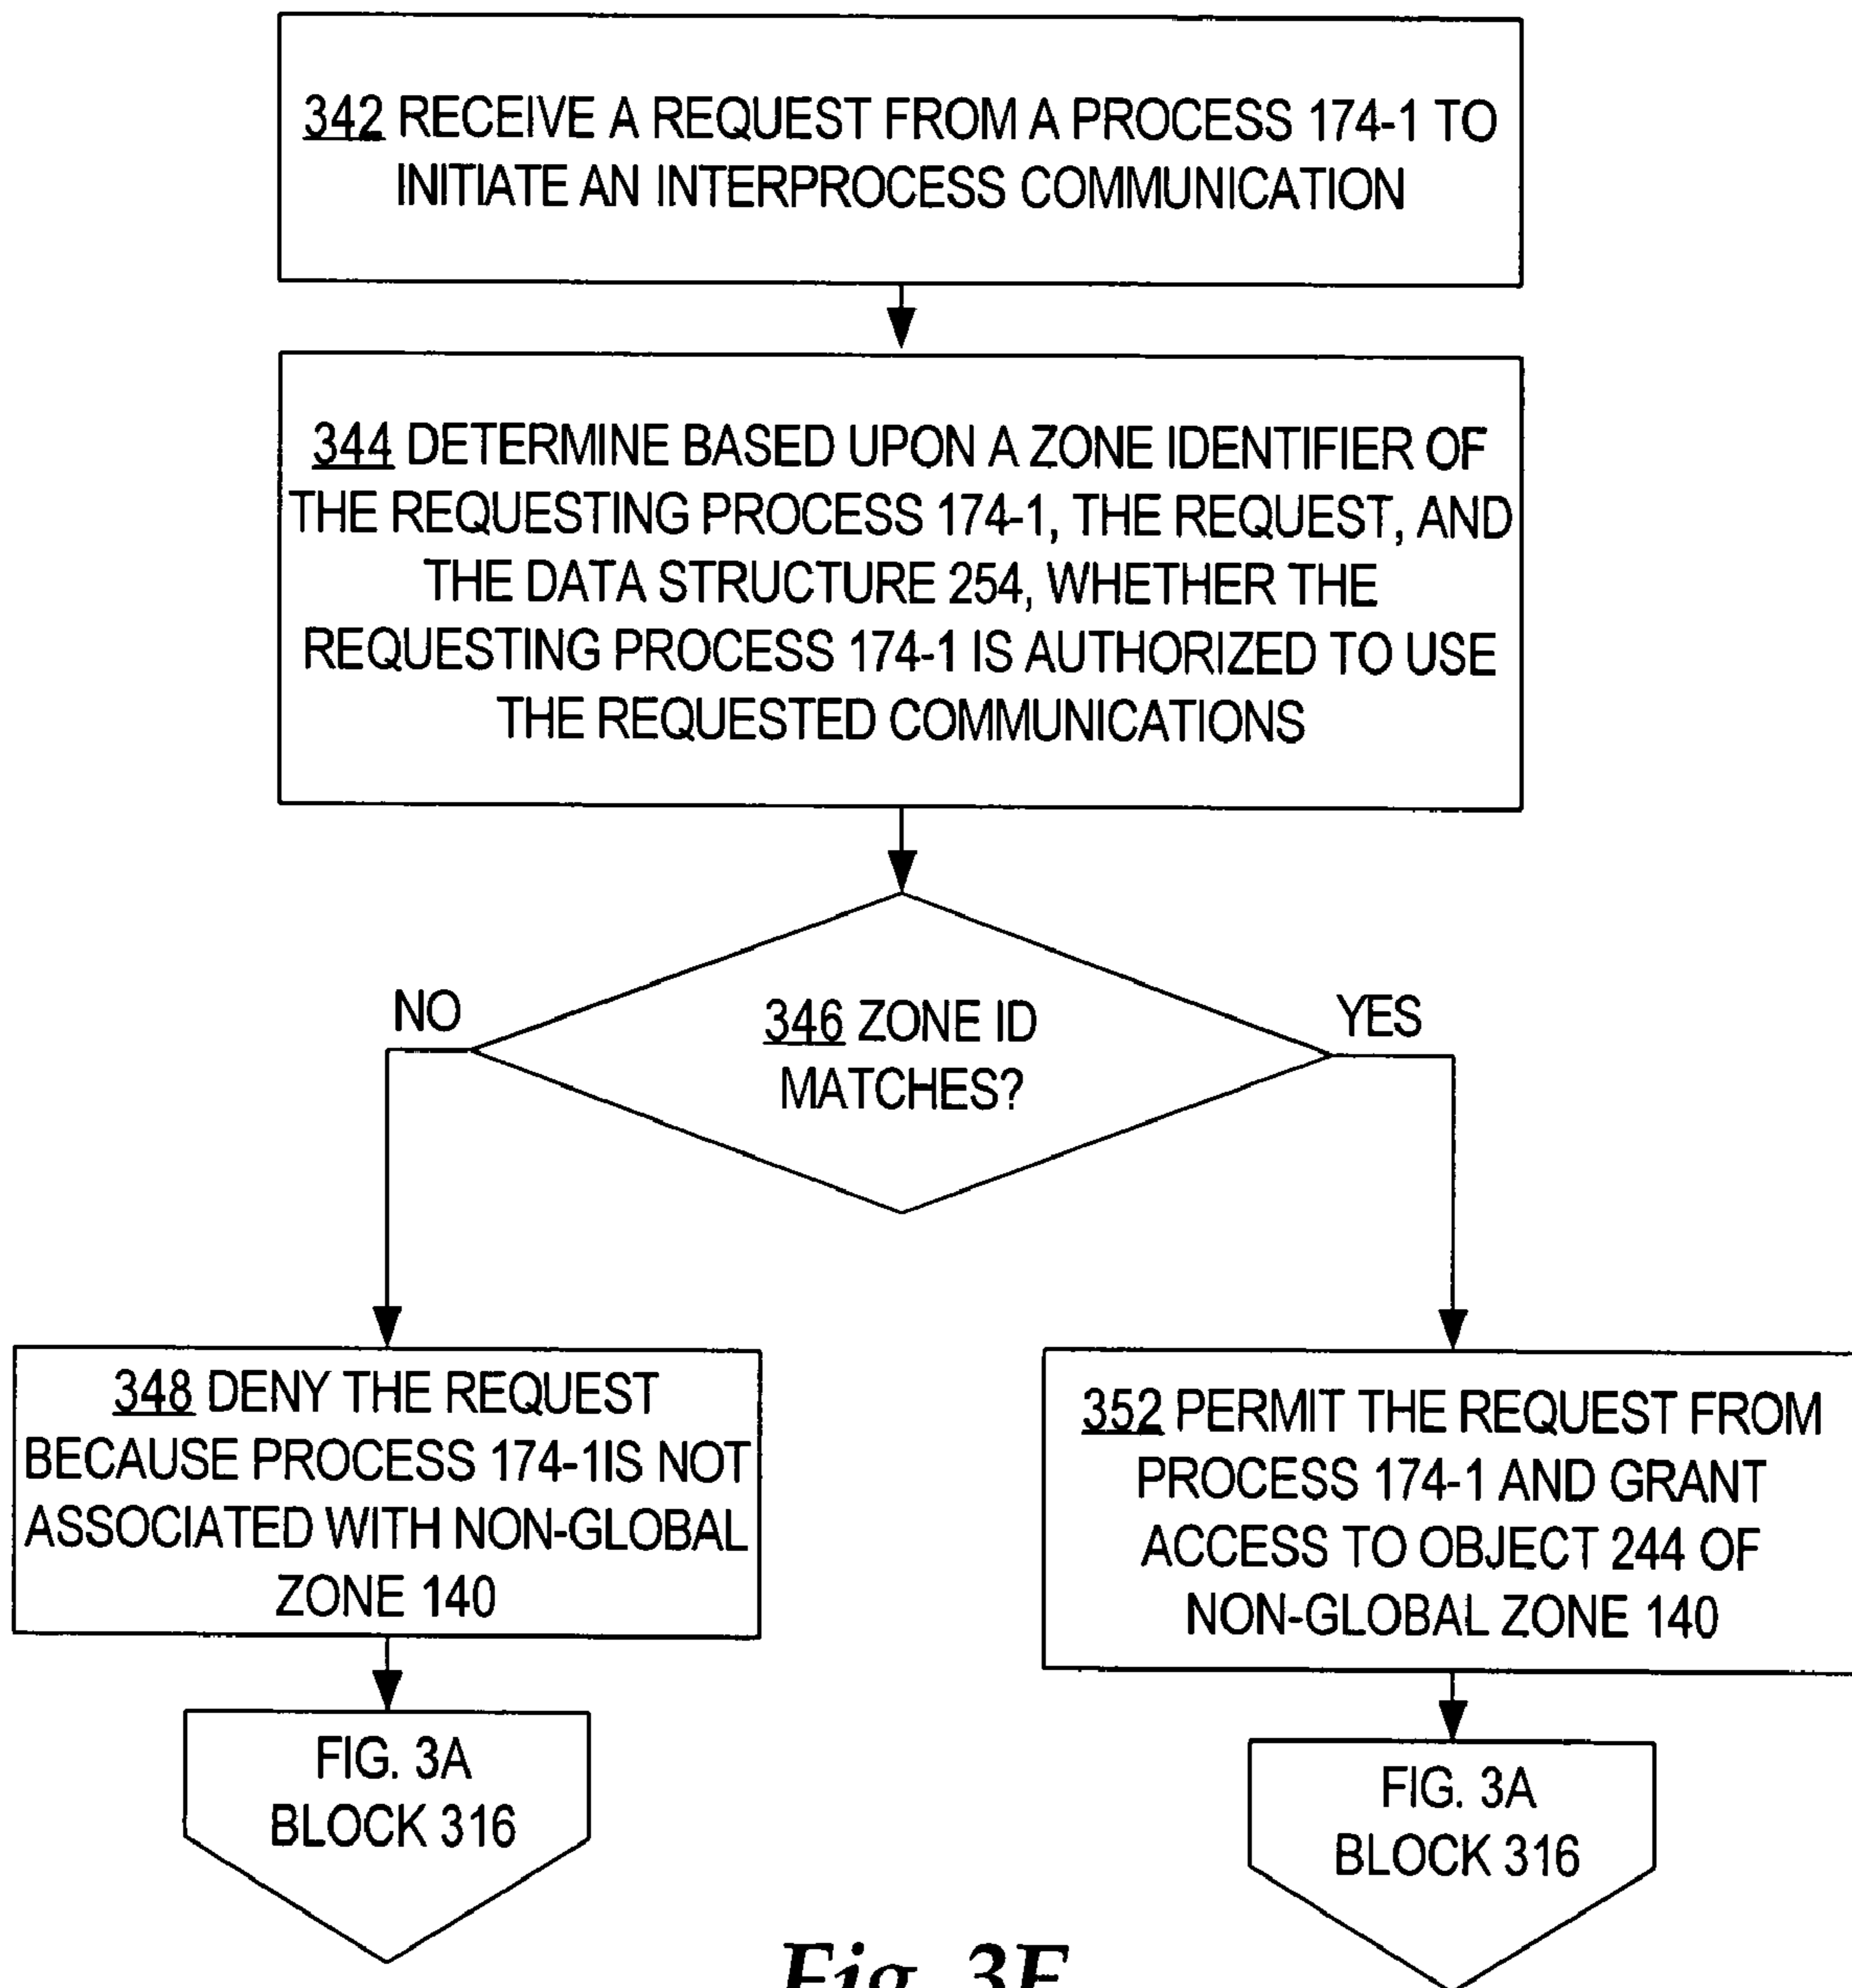 342 RECEIVE A REQUEST FROM A PROCESS 174-1 TO
INITIATE AN INTERPROCESS COMMUNICATION
344 DETERMINE BASED UPON A ZONE IDENTIFIER OF
THE REQUESTING PROCESS 174-1, THE REQUEST, AND
THE DATA STRUCTURE 254, WHETHER THE
REQUESTING PROCESS 174-1 IS AUTHORIZED TO USE
THE REQUESTED COMMUNICATIONS
346 ZONE ID
MATCHES?
NO
YES
348 DENY THE REQUEST
BECAUSE PROCESS 174-1IS NOT
ASSOCIATED WITH NON-GLOBAL
ZONE 140
352 PERMIT THE REQUEST FROM
PROCESS 174-1 AND GRANT
ACCESS TO OBJECT 244 OF
NON-GLOBAL ZONE 140
FIG. 3A
BLOCK 316
FIG. 3A
BLOCK 316
Fig.